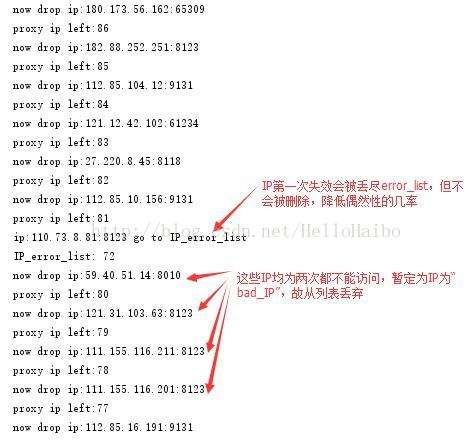 now drop ip:180.173.56.162:65309
proxy ip left:86
now drop ip:182.88.252.251:8123
proxy ip left:85
now drop ip:112.85.104.12:9131
proxy ip left:84
now drop ip:121.12.42.102:61234
proxy ip left:83
now drop ip:27.220.8.45:8118
proxy ip left:82
now drop ip:112.85.10.156:9131
proxy ip left:81
IP第一次失效会被丢尽error_list，但不
会被删除，降低偶然性的几率
ip:110.73.8.81:8123 go to IP_error_list
IP_error_list: 72
now drop ip:59.40.51.14:8010
proxy ip left:80
这些IP均为两次都不能访问，暂定为IP为“
bad_IP”，故从列表丢弃
now drop ip:121.31.103.63:8123
proxy ip left:79
now drop ip:111.155.116.211:8123
proxy ip left:78
now drop ip:111.155.116.201:8123
proxy ip left:77
now drop ip:112.85.16.191:9131
http://blog.csdn.net/HelloHaibo